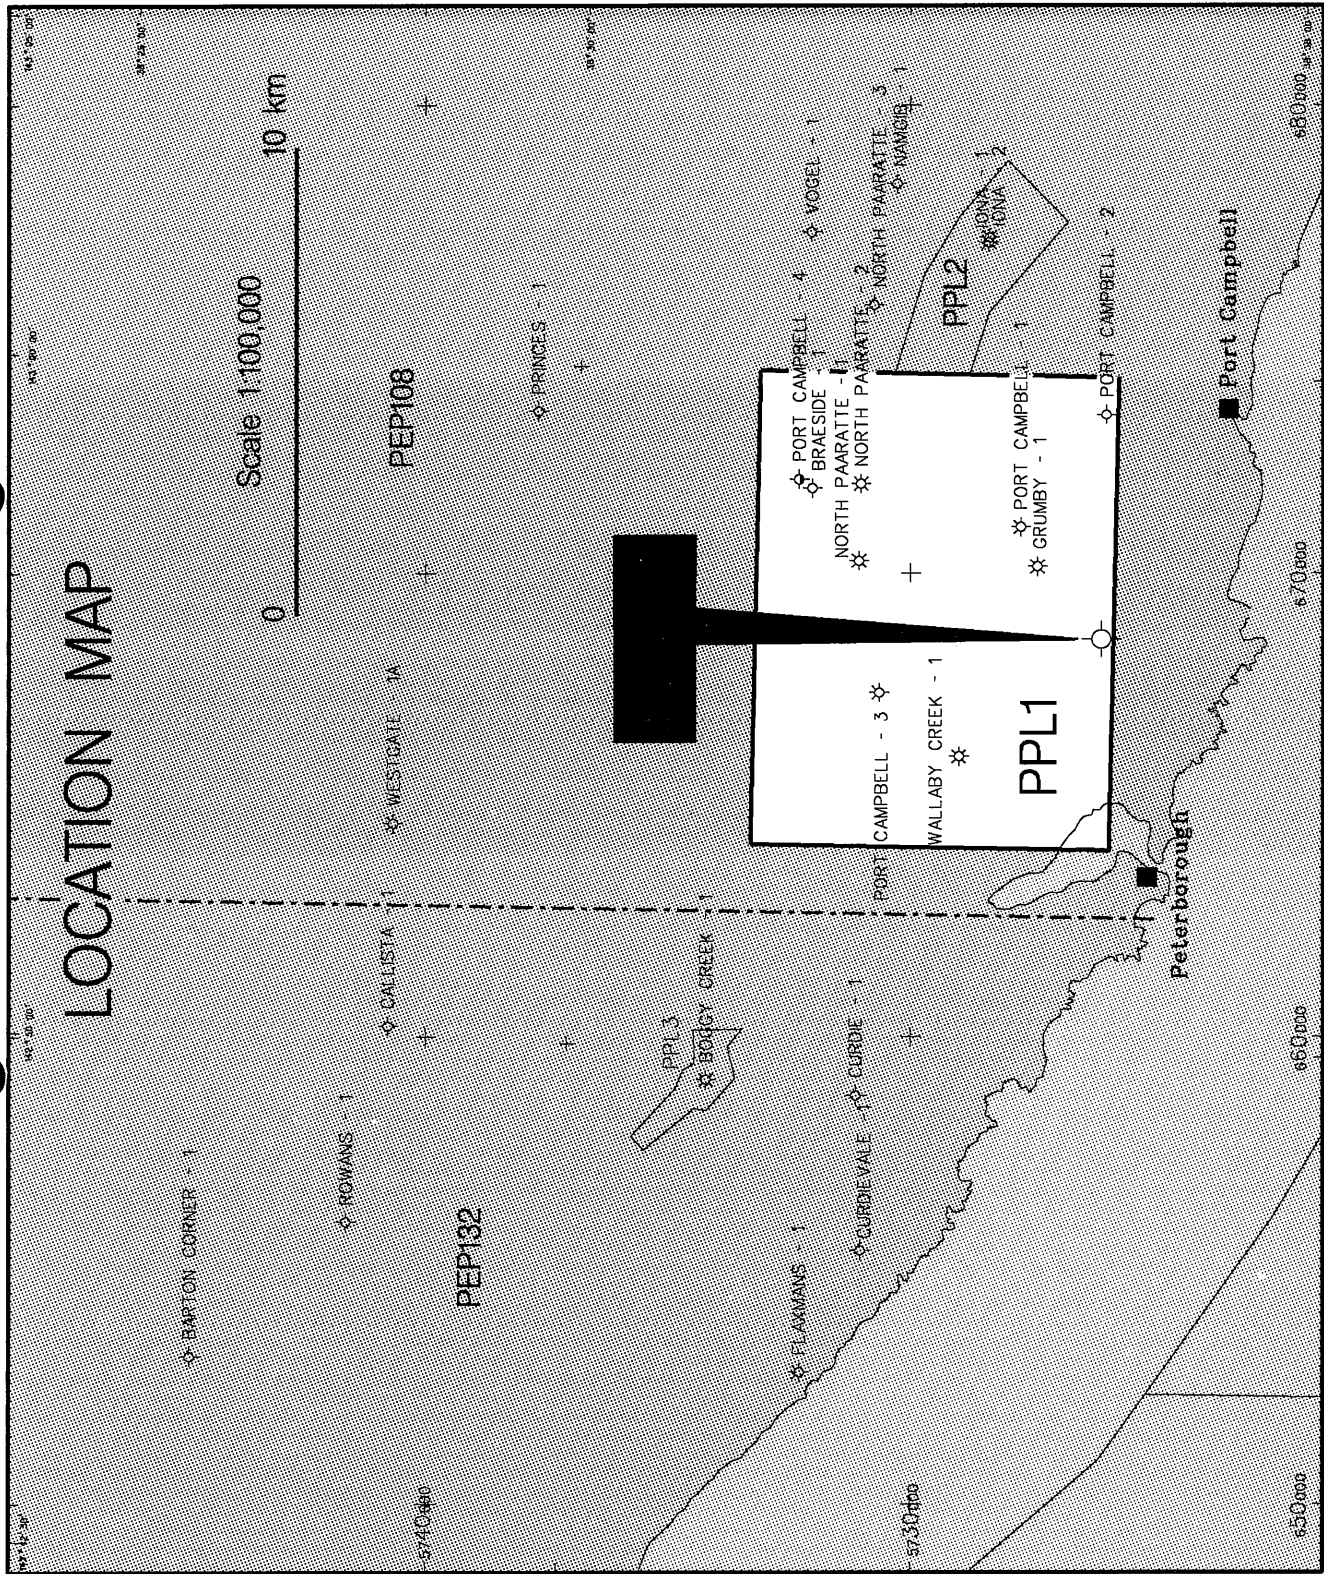 LOCATION MAP
Scale 1:100,000
0 10 km
PEP108
PEP132
BARTON CORNER - 1
ROWANS - 1
CALLISTA - 1
WESTGATE - 1A
PRINCES - 1
5740000
PPL3
BOGGY CREEK - 1
FLAXMANS - 1
CURDIEVALE - 1
CURDIE - 1
PORT CAMPBELL - 4
BRAESIDE - 1
VOGEL - 1
NORTH PAARATTE - 1
NORTH PAARATTE - 2
NORTH PAARATTE - 3
NAMGIB - 1
PORT CAMPBELL - 3
5730000
WALLABY CREEK - 1
PPL2
IONA - 1
IONA 2
PPL1
PORT CAMPBELL - 1
GRUMBY - 1
PORT CAMPBELL - 2
Peterborough
Port Campbell
650000
660000
670000
680000